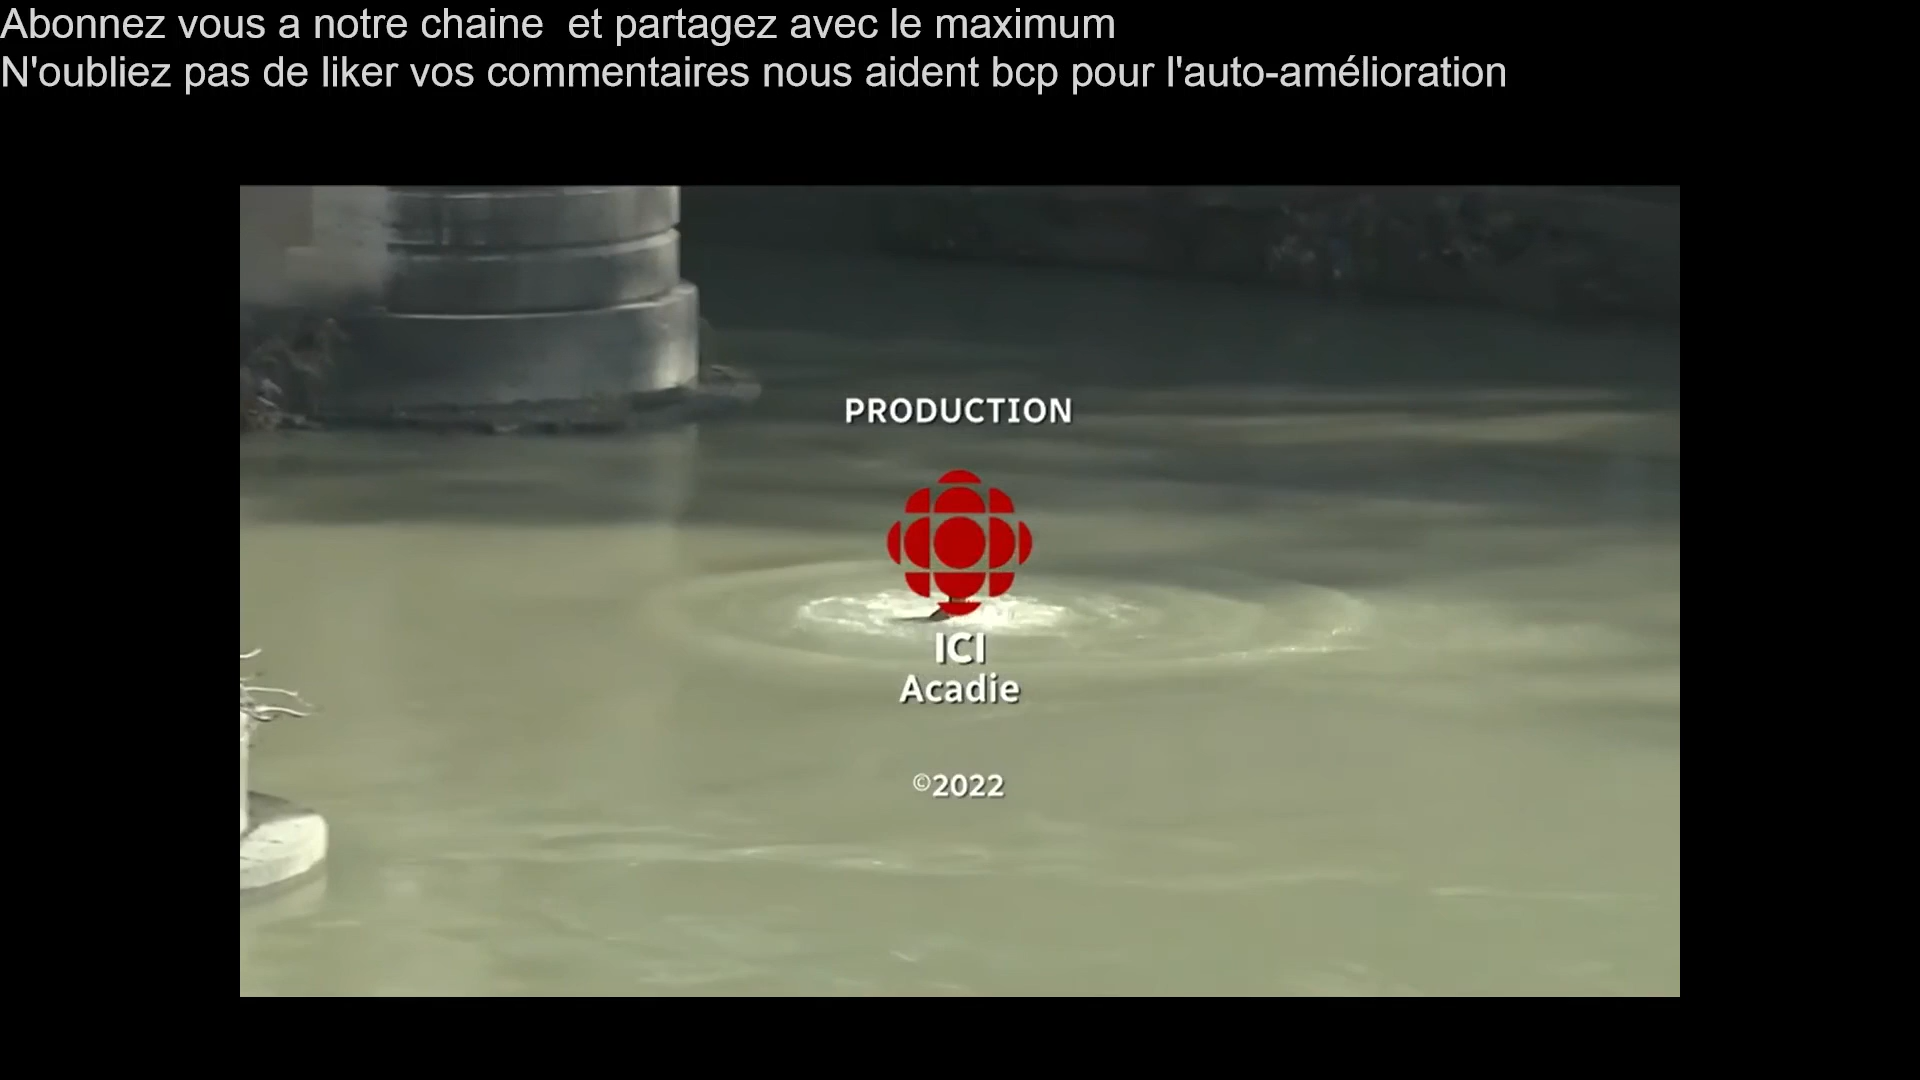 Abonnez vous a notre chaine  et partagez avec le maximum
N'oubliez pas de liker vos commentaires nous aident bcp pour l'auto-amélioration
PRODUCTION
ICI
Acadie
©2022